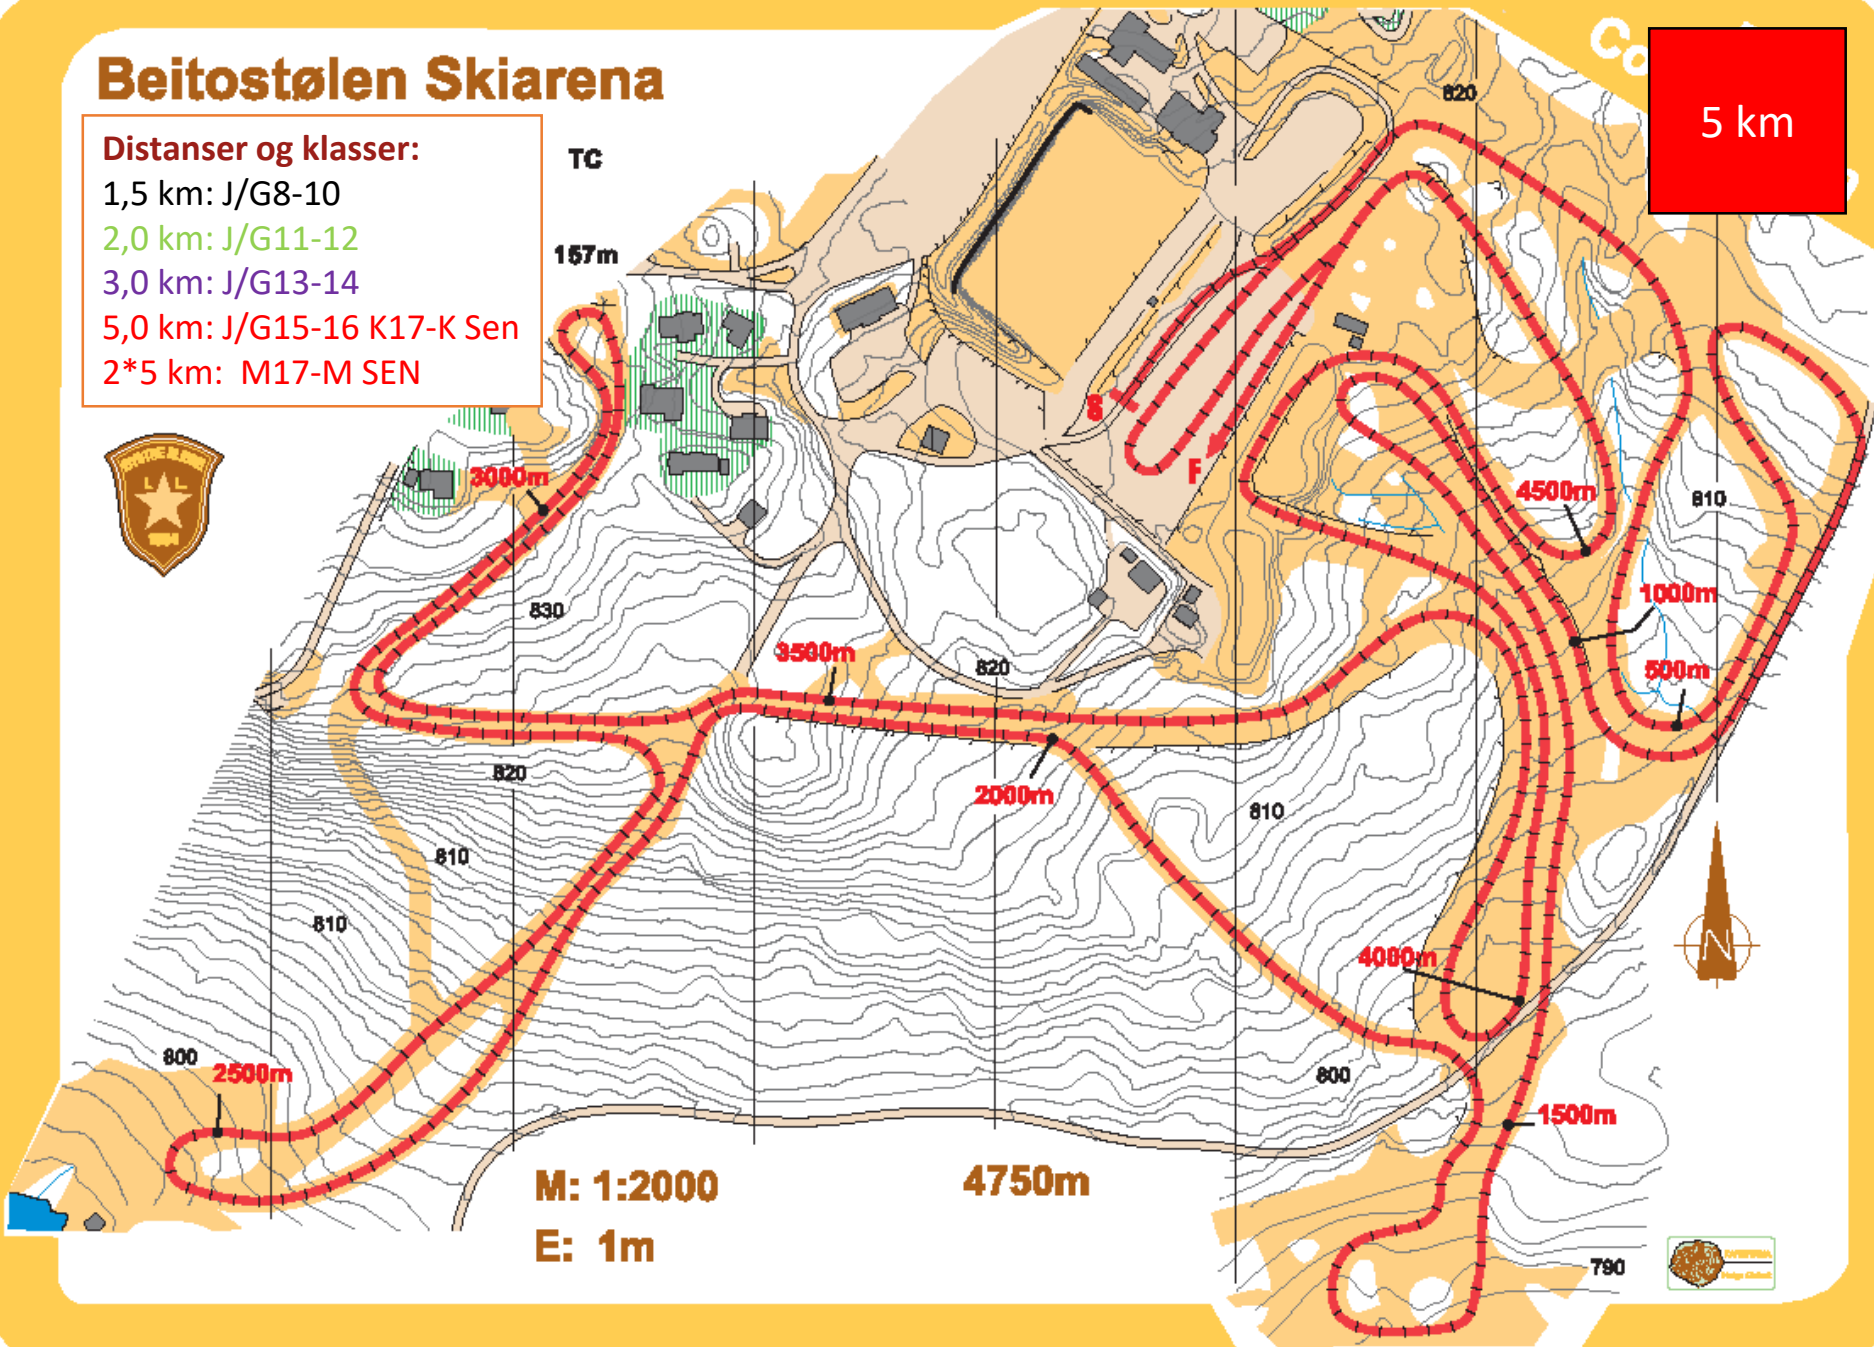 Beitostølen Skiarena
Distanser og klasser:
1,5 km: J/G8-10
2,0 km: J/G11-12
3,0 km: J/G13-14
5,0 km: J/G15-16 K17-K Sen
2*5 km: M17-M SEN
TC
157m
Co
5 km
820
S
F
3000m
4500m
810
1000m
830
3500m
820
500m
820
2000m
810
810
810
4000m
N
800
2500m
800
1500m
M: 1:2000
4750m
E: 1m
790
L L